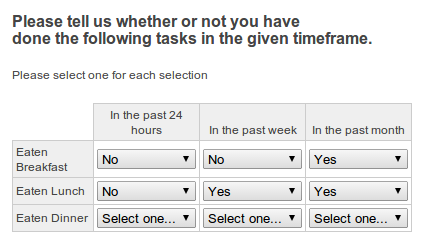 Please tell us whether or not you have
done the following tasks in the given timeframe.
Please select one for each selection
In the past 24
hours
In the past week
In the past month
Eaten
Breakfast
No
No
Yes
Eaten Lunch
No
Yes
Yes
Eaten Dinner
Select one...
Select one...
Select one...